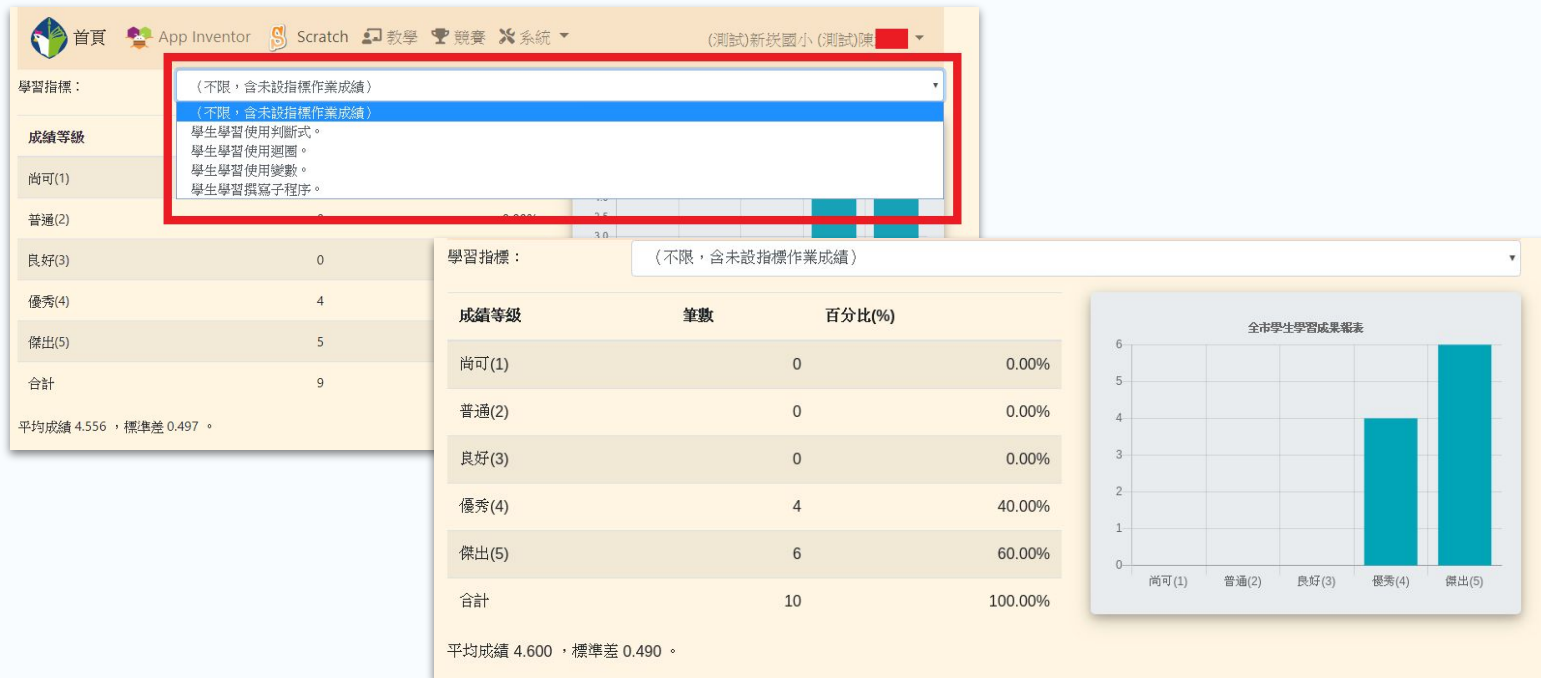 首頁 App Inventor Scratch 教學 競賽 系統 (測試)新埮國小 (測試)陳
學習指標： （不限，含未設指標作業成績）
（不限，含未設指標作業成績）
學生學習使用判斷式。
學生學習使用迴圈。
學生學習使用變數。
學生學習撰寫子程序。
成績等級
尚可(1)
普通(2)
良好(3) 0
優秀(4) 4
傑出(5) 5
合計 9
平均成績 4.556 ，標準差 0.497 。
3.0
學習指標： （不限，含未設指標作業成績）
成績等級 筆數 百分比(%)
尚可(1) 0 0.00%
普通(2) 0 0.00%
良好(3) 0 0.00%
優秀(4) 4 40.00%
傑出(5) 6 60.00%
合計 10 100.00%
平均成績 4.600 ，標準差 0.490 。
全市學生學習成果報表
6
5
4
3
2
1
0
尚可(1) 普通(2) 良好(3) 優秀(4) 傑出(5)